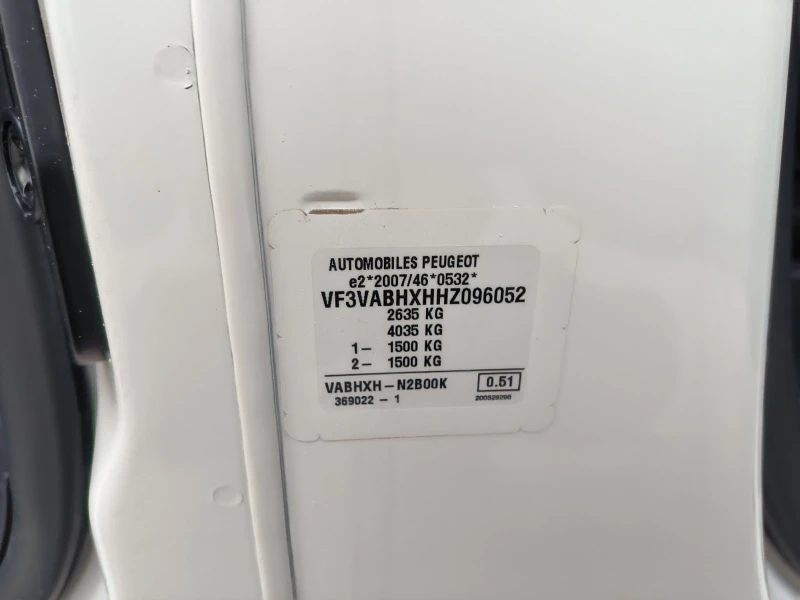 AUTOMOBILES PEUGEOT
e2*2007/46*0532*
VF3VABHXHHZ096052
2635 KG
4035 KG
1- 1500 KG
2- 1500 KG
VABHXH-N2B00K 0.51
369022 - 1